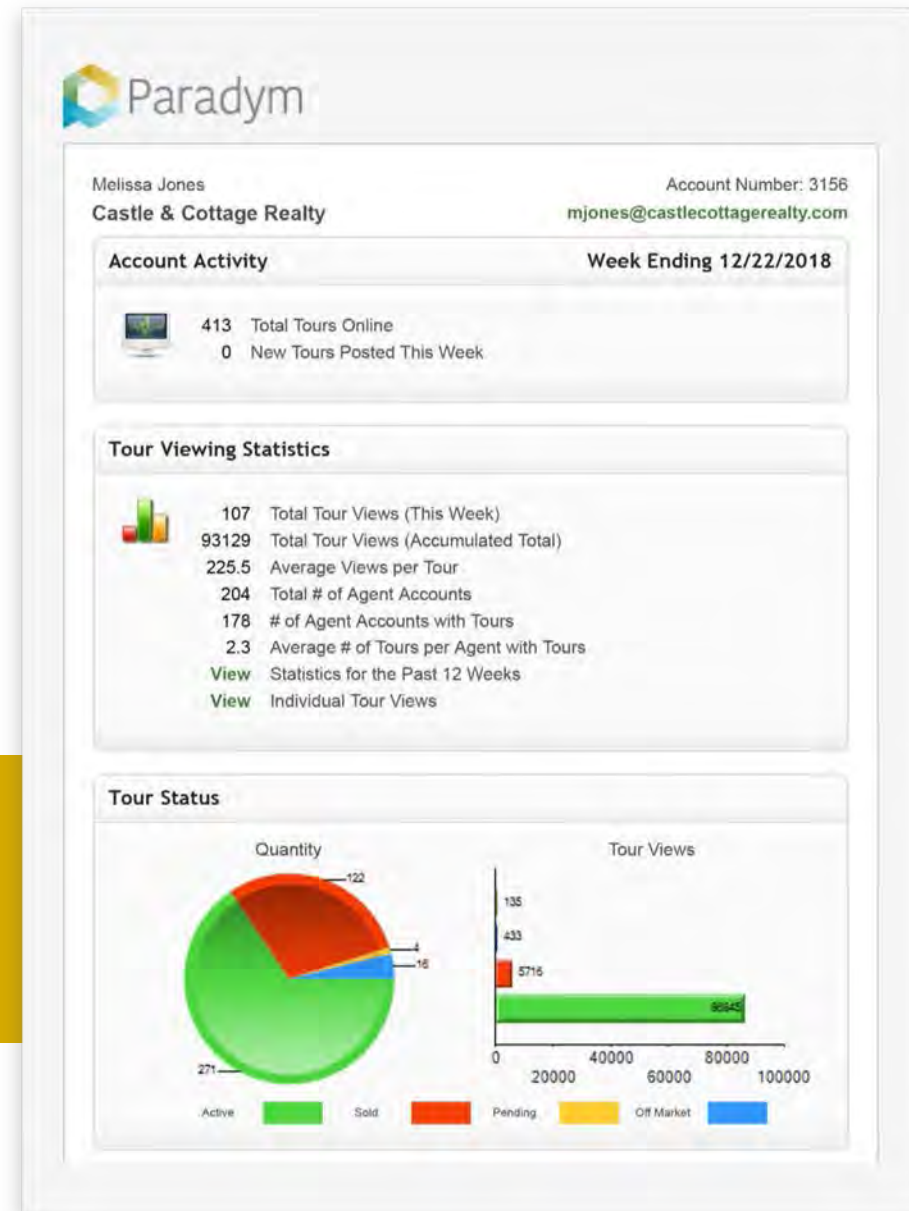 Paradym
Melissa Jones
Account Number: 3156
Castle & Cottage Realty
mjones@castlecottagerealty.com
Account Activity
Week Ending 12/22/2018
413 Total Tours Online
0 New Tours Posted This Week
Tour Viewing Statistics
107 Total Tour Views (This Week)
93129 Total Tour Views (Accumulated Total)
225.5 Average Views per Tour
204 Total # of Agent Accounts
178 # of Agent Accounts with Tours
2.3 Average # of Tours per Agent with Tours
View Statistics for the Past 12 Weeks
View Individual Tour Views
Tour Status
Quantity
122
4
16
271
Tour Views
135
433
5716
86845
0 40000 80000
20000 60000 100000
Active Sold Pending Off Market